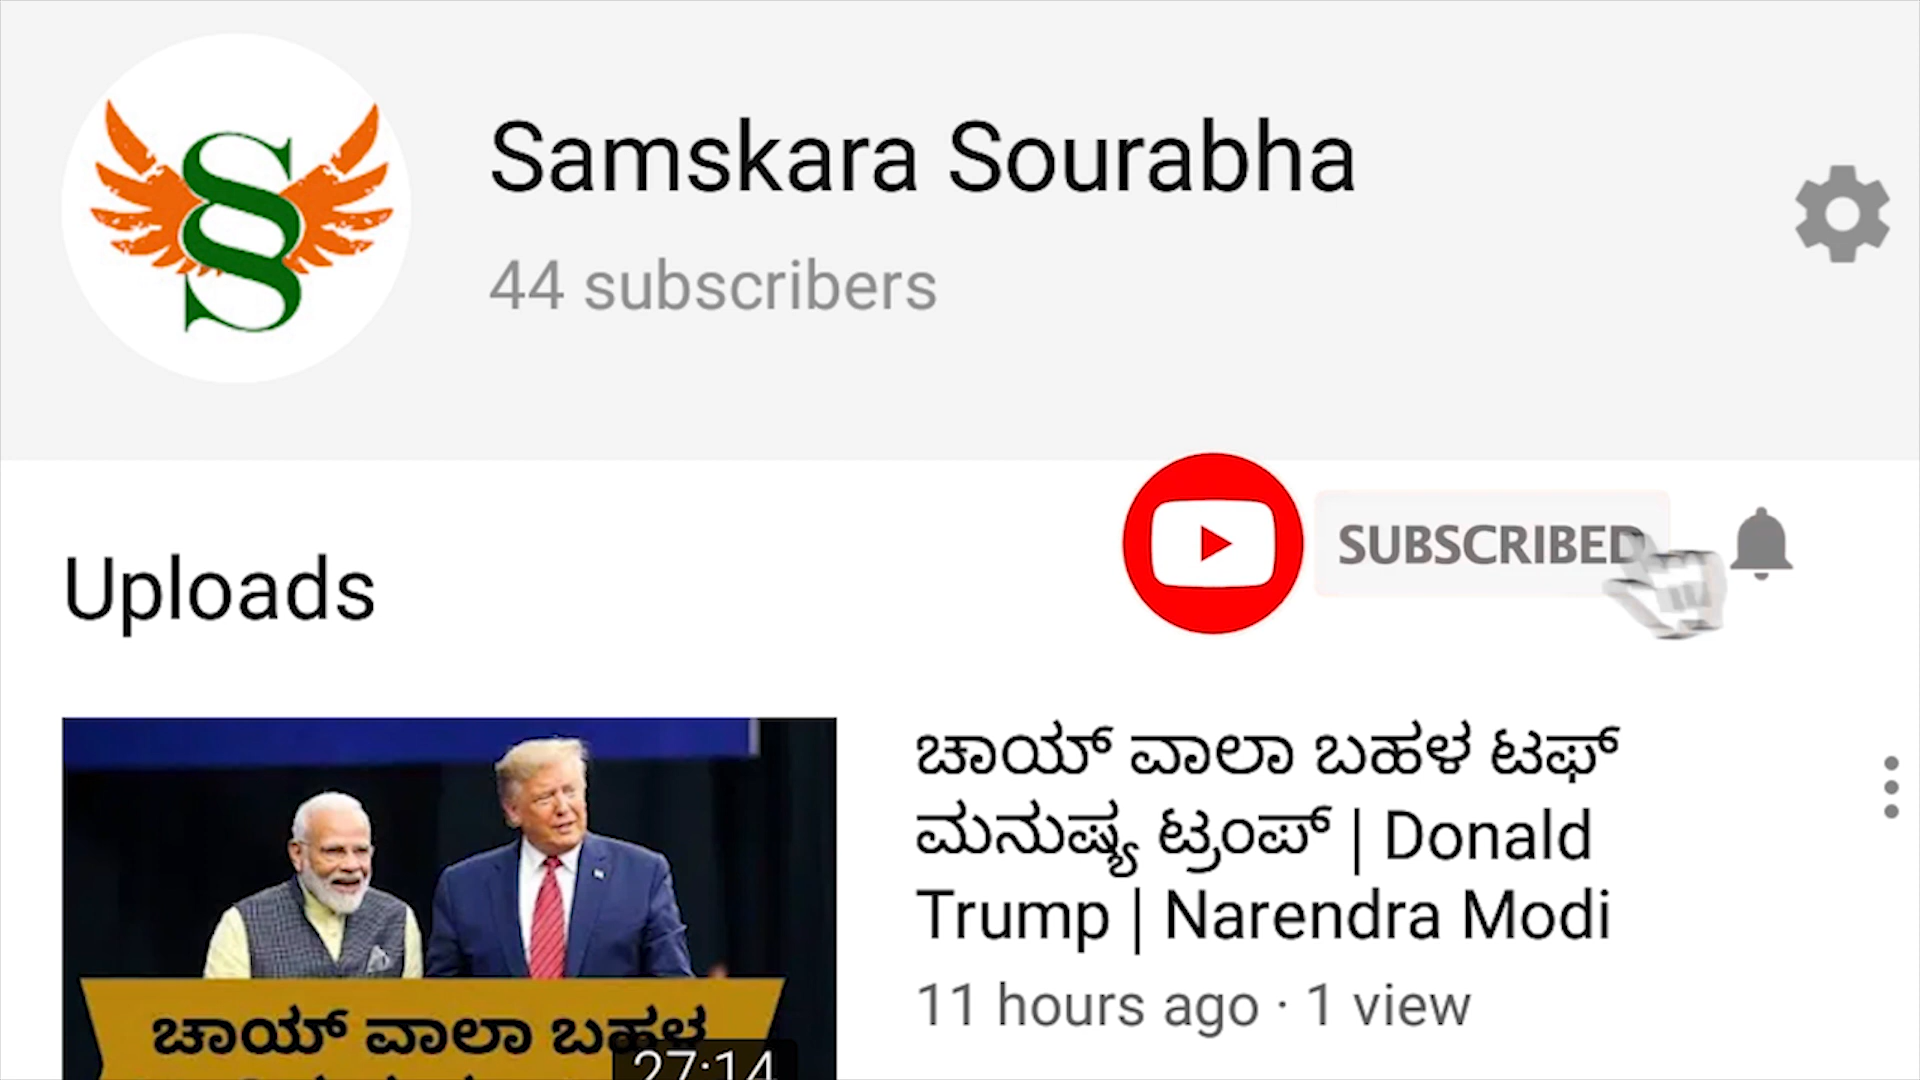 Samskara Sourabha
44 subscribers
SUBSCRIBED
Uploads
ಚಾಯ್ ವಾಲಾ ಬಹಳ ಟಫ್
ಮನುಷ್ಯ ಟ್ರಂಪ್ | Donald
Trump | Narendra Modi
11 hours ago · 1 view
ಚಾಯ್ ವಾಲಾ ಬಹಳ
27:14